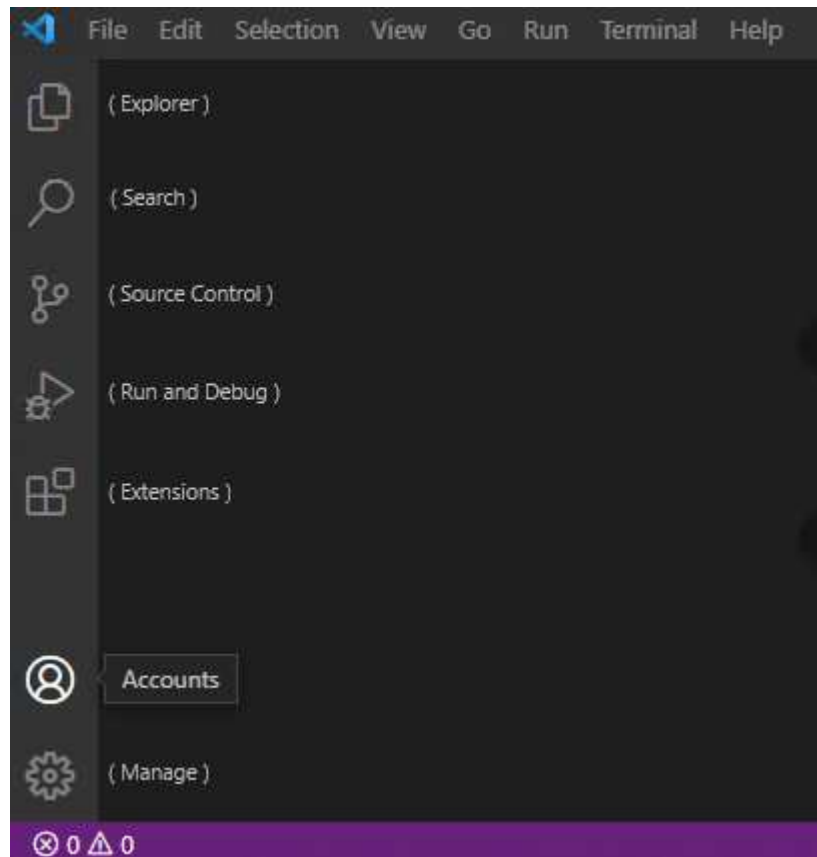 File Edit Selection View Go Run Terminal Help
( Explorer )
( Search )
( Source Control )
( Run and Debug )
( Extensions )
Accounts
( Manage )
0 0